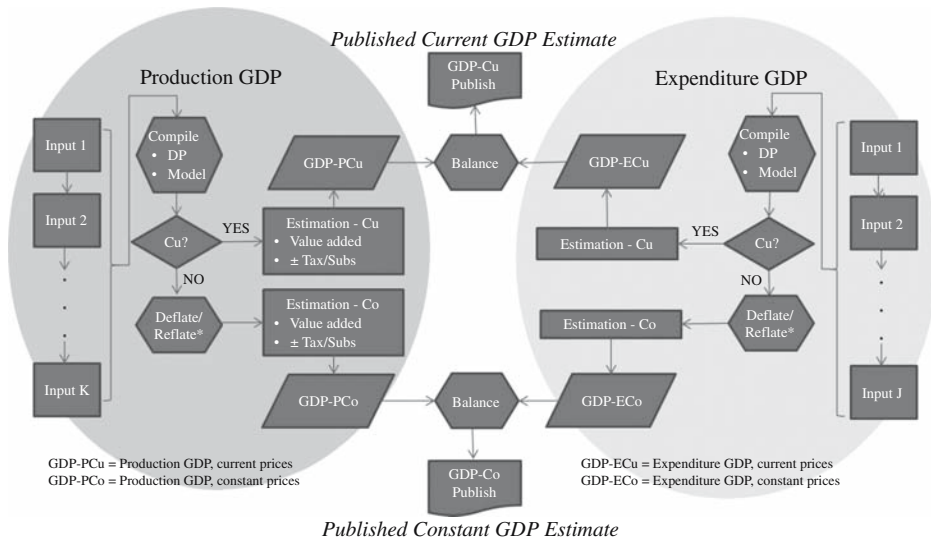 Published Current GDP Estimate
Production GDP
Expenditure GDP
GDP-Cu
Publish
Input 1
Compile
• DP
• Model
GDP-PCu
Balance
GDP-ECu
Compile
• DP
• Model
Input 1
Input 2
Cu?
YES
Estimation - Cu
• Value added
• ± Tax/Subs
Estimation - Cu
YES
Cu?
Input 2
NO
NO
Deflate/
Reflate*
Estimation - Co
• Value added
• ± Tax/Subs
Estimation - Co
Deflate/
Reflate*
Input K
GDP-PCo
Balance
GDP-ECo
Input J
GDP-PCu = Production GDP, current prices
GDP-PCo = Production GDP, constant prices
GDP-Co
Publish
GDP-ECu = Expenditure GDP, current prices
GDP-ECo = Expenditure GDP, constant prices
Published Constant GDP Estimate